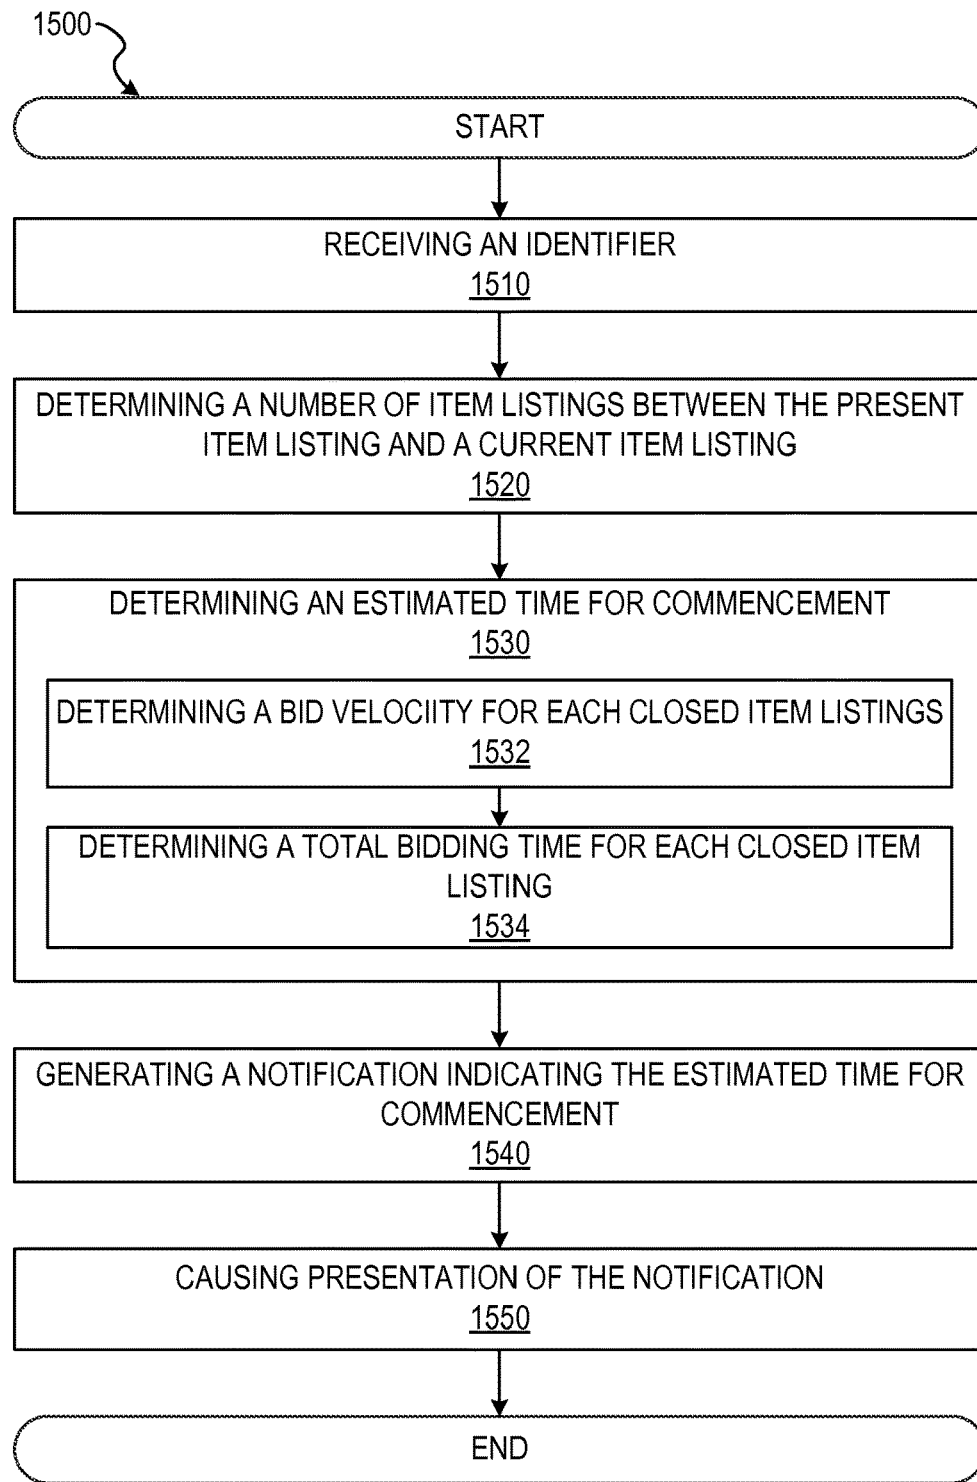 1500
START
RECEIVING AN IDENTIFIER
1510
DETERMINING A NUMBER OF ITEM LISTINGS BETWEEN THE PRESENT
ITEM LISTING AND A CURRENT ITEM LISTING
1520
DETERMINING AN ESTIMATED TIME FOR COMMENCEMENT
1530
DETERMINING A BID VELOCIITY FOR EACH CLOSED ITEM LISTINGS
1532
DETERMINING A TOTAL BIDDING TIME FOR EACH CLOSED ITEM
LISTING
1534
GENERATING A NOTIFICATION INDICATING THE ESTIMATED TIME FOR
COMMENCEMENT
1540
CAUSING PRESENTATION OF THE NOTIFICATION
1550
END